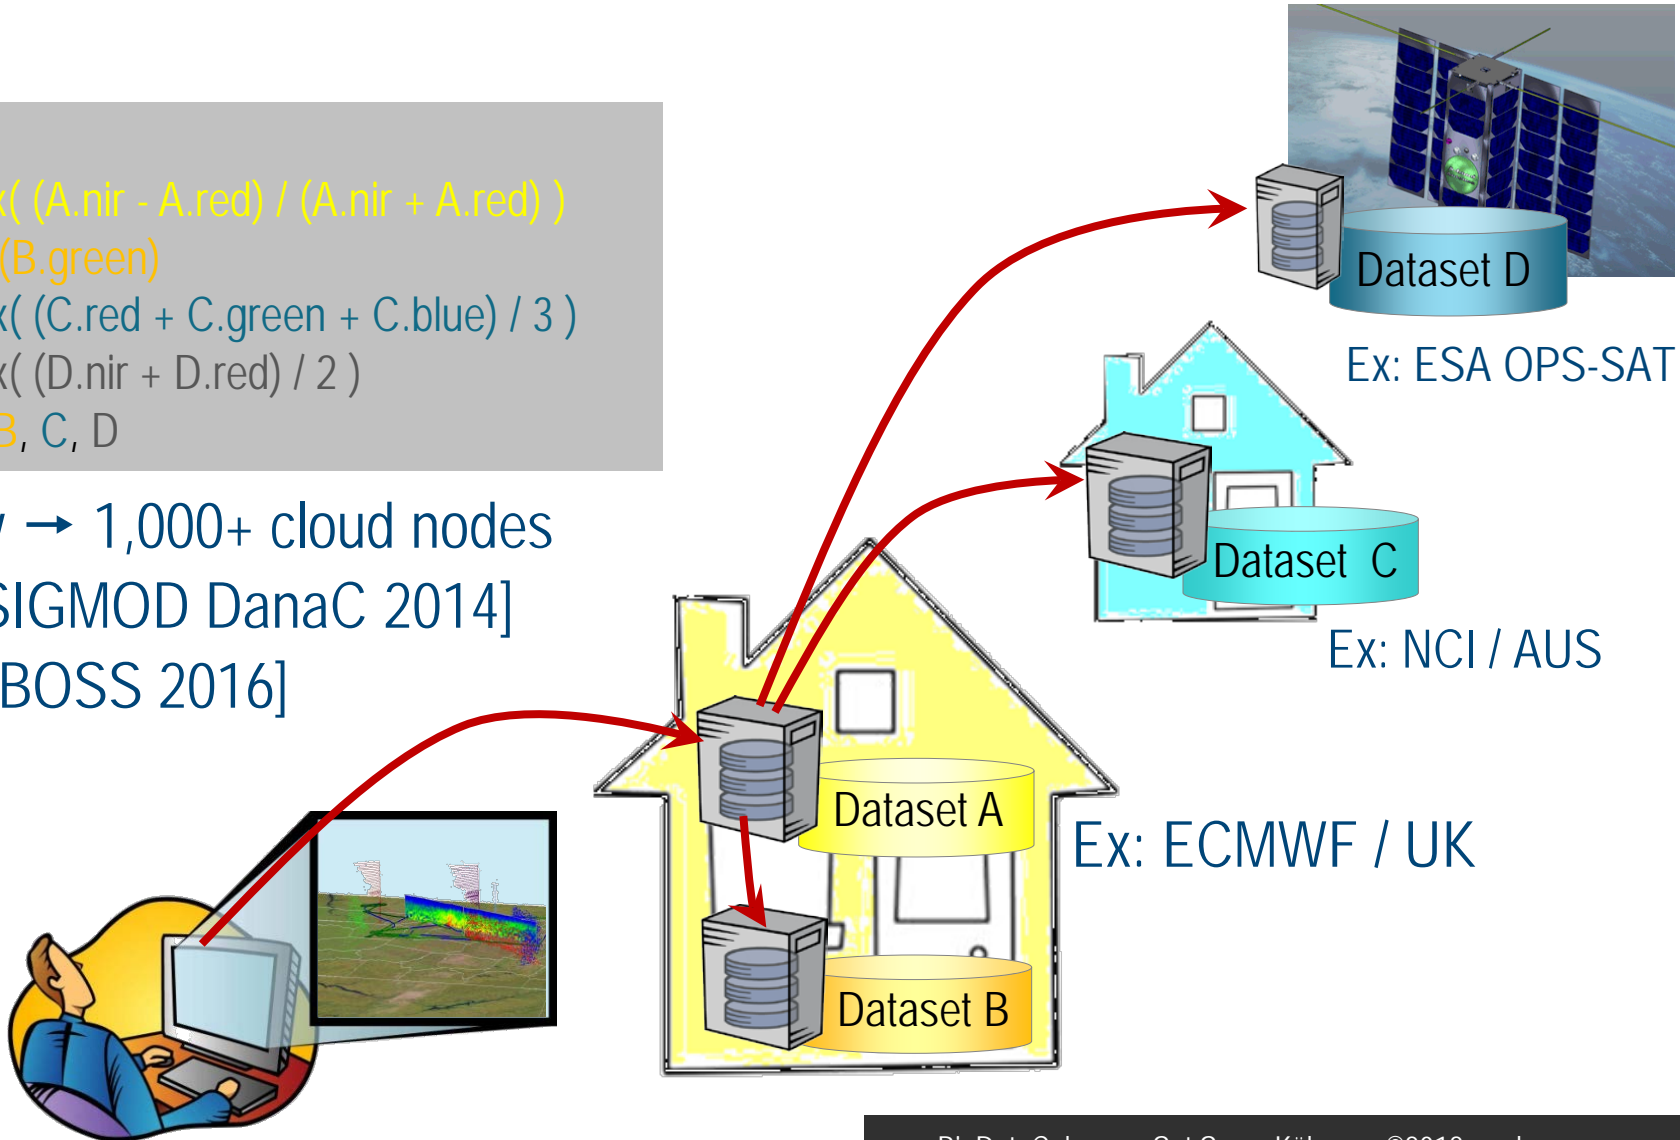 x( (A.nir - A.red) / (A.nir + A.red) )
(B.green)
x( (C.red + C.green + C.blue) / 3 )
x( (D.nir + D.red) / 2 )
B, C, D
→ 1,000+ cloud nodes
SIGMOD DanaC 2014]
BOSS 2016]
Dataset D
Ex: ESA OPS-SAT
Dataset C
Ex: NCI / AUS
Dataset A
Ex: ECMWF / UK
Dataset B